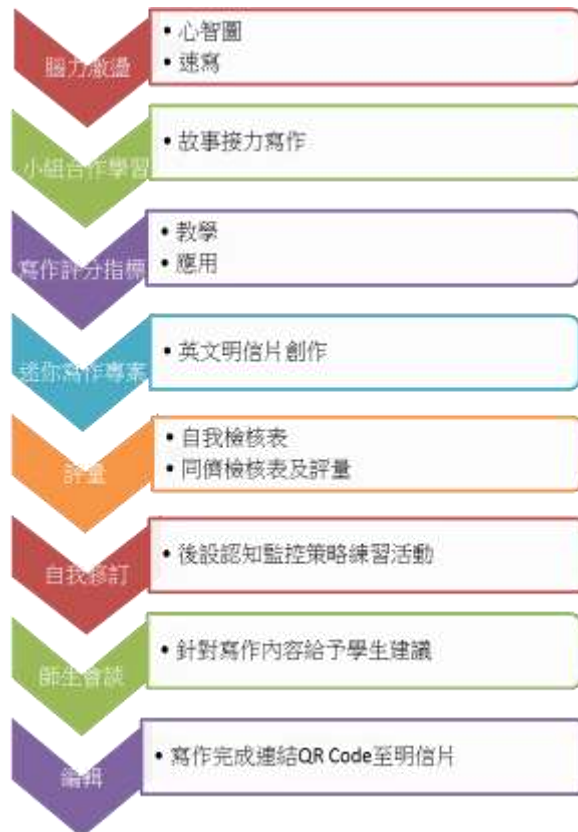 腦力激盪
• 心智圖
• 速寫
小組合作學習
• 故事接力寫作
寫作評分指標
• 教學
• 應用
迷你寫作專案
• 英文明信片創作
評量
• 自我檢核表
• 同儕檢核表及評量
自我修訂
• 後設認知監控策略練習活動
師生會談
• 針對寫作內容給予學生建議
編輯
• 寫作完成連結QR Code至明信片